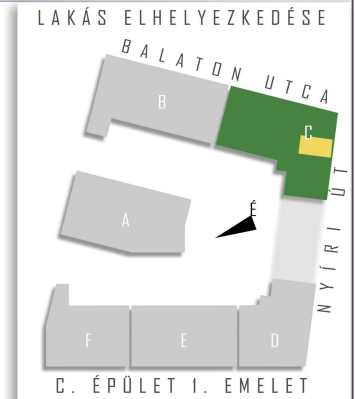 LAKÁS ELHELYEZKEDÉSE
BALATON UTCA
B
C
A
É
NYÍRI ÚT
F
E
D
C. ÉPÜLET 1. EMELET